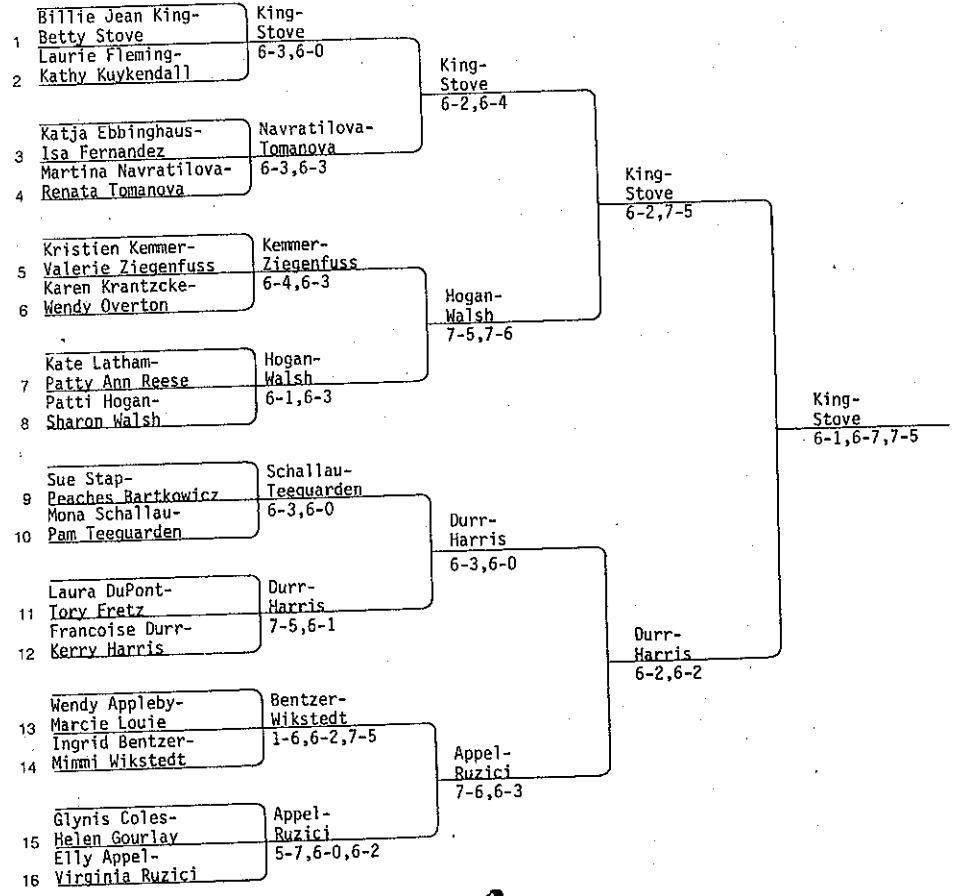 Billie Jean King-
1 Betty Stove
Laurie Fleming-
2 Kathy Kuykendall
King-
Stove
6-3,6-0
3 Katja Ebbinghaus-
Isa Fernandez
Martina Navratilova-
4 Renata Tomanova
Navratilova-
Tomanova
6-3,6-3
King-
Stove
6-2,6-4
Kristien Kemmer-
5 Valerie Ziegenfuss
Karen Krantzcke-
6 Wendy Overton
Kemmer-
Ziegenfuss
6-4,6-3
Kate Latham-
7 Patty Ann Reese
Patti Hogan-
8 Sharon Walsh
Hogan-
Walsh
6-1,6-3
Hogan-
Walsh
7-5,7-6
King-
Stove
6-2,7-5
Sue Stap-
9 Peaches Bartkowicz
Mona Schallau-
10 Pam Teeguarden
Schallau-
Teeguarden
6-3,6-0
Laura DuPont-
11 Tory Fretz
Francoise Durr-
12 Kerry Harris
Durr-
Harris
7-5,6-1
Durr-
Harris
6-3,6-0
Wendy Appleby-
13 Marcie Louie
Ingrid Bentzer-
14 Mimmi Wikstedt
Bentzer-
Wikstedt
1-6,6-2,7-5
Glynis Coles-
15 Helen Gourlay
Elly Appel-
16 Virginia Ruzici
Appel-
Ruzici
5-7,6-0,6-2
Appel-
Ruzici
7-6,6-3
Durr-
Harris
6-2,6-2
King-
Stove
6-1,6-7,7-5